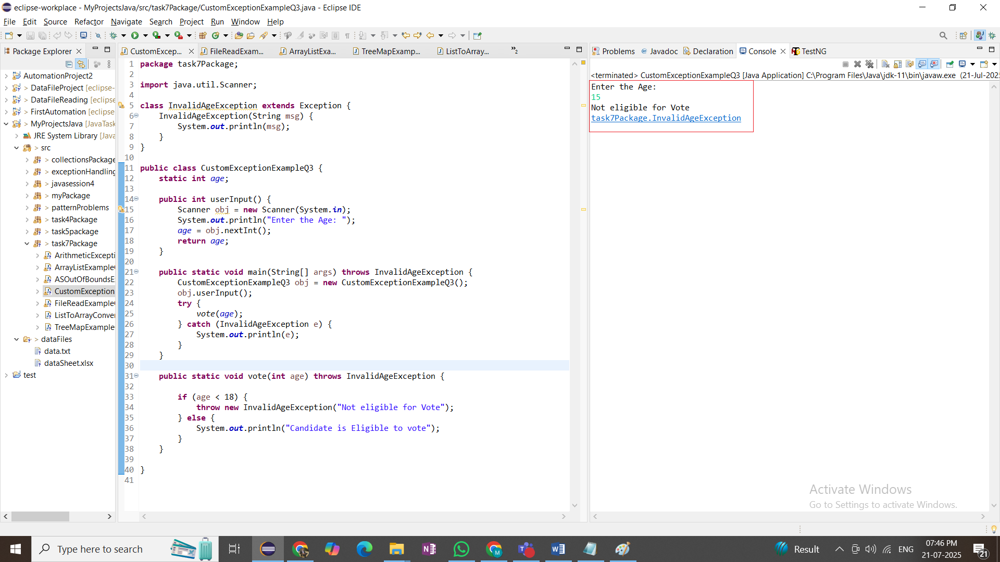 eclipse-workplace - MyProjectsJava/src/task7Package/CustomExceptionExampleQ3.java - Eclipse IDE
File Edit Source Refactor Navigate Search Project Run Window Help
Package Explorer
AutomationProject2
> DataFileProject [eclipse-
> DataFileReading [eclipse
> FirstAutomation [eclipse
> MyProjectsJava [JavaTask
JRE System Library [Java
> src
> collectionsPackage
> exceptionHandling
> javasession4
> myPackage
> patternProblems
> task4Package
> task5package
> task7Package
ArithmeticExcepti
ArrayListExample
ASOutOfBoundsE
CustomException
FileReadExample
ListToArrayConver
TreeMapExample
> dataFiles
data.txt
dataSheet.xlsx
test
CustomExcep... FileReadExam... ArrayListExa... TreeMapExamp... ListToArray... »2
1 package task7Package;
2
3 import java.util.Scanner;
4
5 class InvalidAgeException extends Exception {
6 InvalidAgeException(String msg) {
7 System.out.println(msg);
8 }
9 }
10
11 public class CustomExceptionExampleQ3 {
12 static int age;
13
14 public int userInput() {
15 Scanner obj = new Scanner(System.in);
16 System.out.println("Enter the Age: ");
17 age = obj.nextInt();
18 return age;
19 }
20
21 public static void main(String[] args) throws InvalidAgeException {
22 CustomExceptionExampleQ3 obj = new CustomExceptionExampleQ3();
23 obj.userInput();
24 try {
25 vote(age);
26 } catch (InvalidAgeException e) {
27 System.out.println(e);
28 }
29 }
30
31 public static void vote(int age) throws InvalidAgeException {
32
33 if (age < 18) {
34 throw new InvalidAgeException("Not eligible for Vote");
35 } else {
36 System.out.println("Candidate is Eligible to vote");
37 }
38 }
39
40 }
41
Problems @ Javadoc Declaration Console TestNG
<terminated> CustomExceptionExampleQ3 [Java Application] C:\Program Files\Java\jdk-11\bin\javaw.exe (21-Jul-202
Enter the Age:
15
Not eligible for Vote
task7Package.InvalidAgeException
Activate Windows
Go to Settings to activate Windows.
Type here to search
Result
ENG
07:46 PM
21-07-2025
21